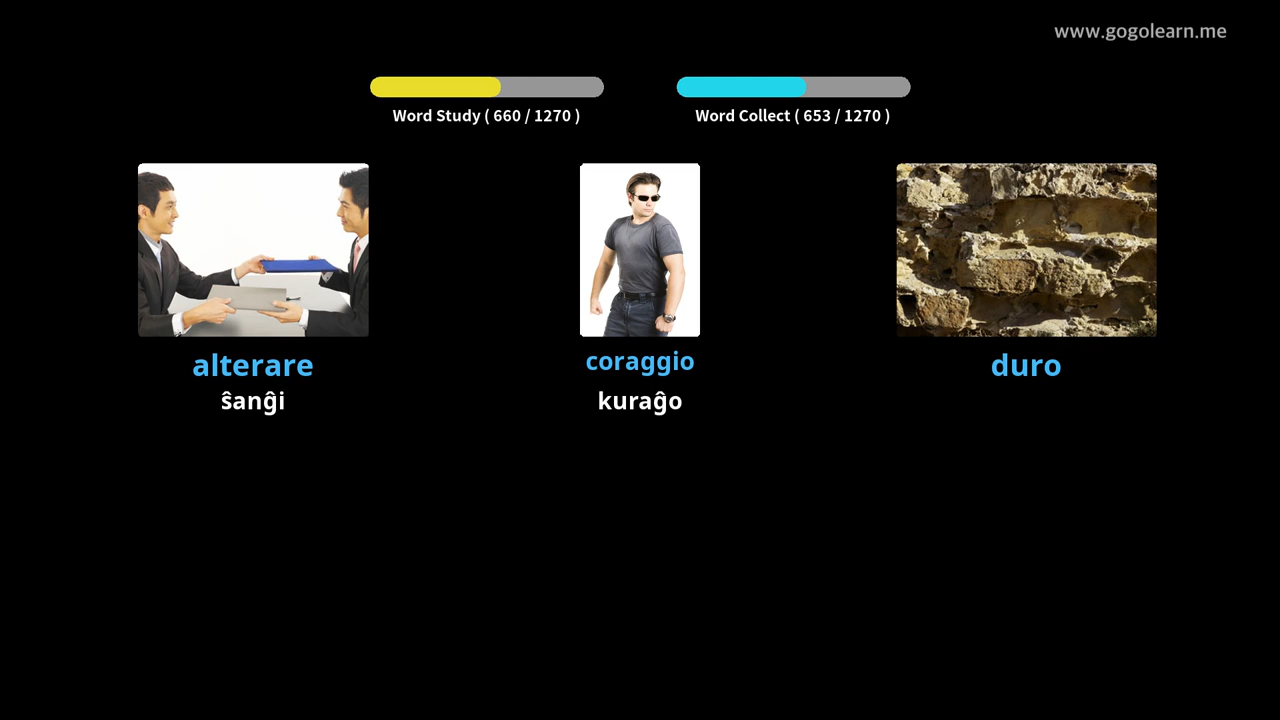 www.gogolearn.me
Word Study ( 660 / 1270 )
Word Collect ( 653 / 1270 )
alterare
ŝanĝi
coraggio
kuraĝo
duro